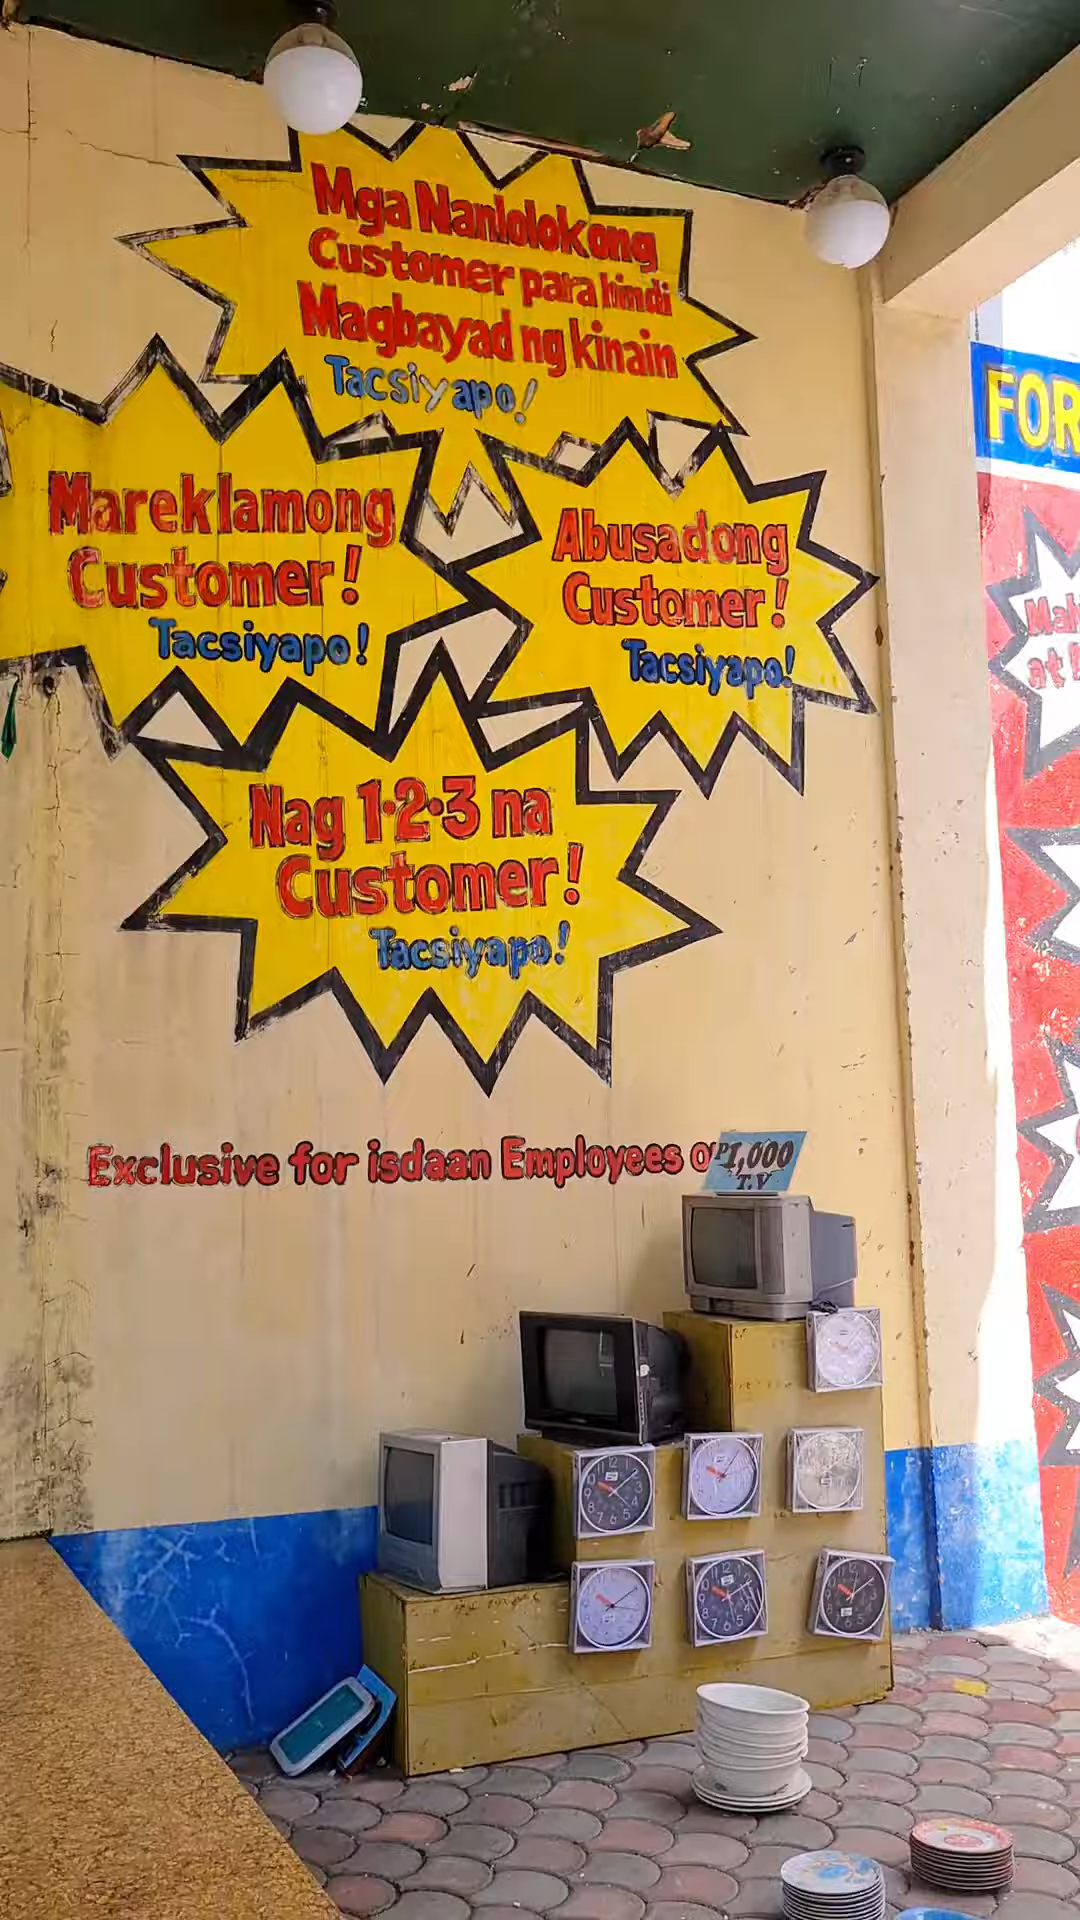 Mga Nanlolokong
Customer para hindi
Magbayad ng kinain
Tacsiyapo!
Mareklamong
Customer!
Tacsiyapo!
Abusadong
Customer!
Tacsiyapo!
Nag 1·2·3 na
Customer!
Tacsiyapo!
Exclusive for isdaan Employees
₱1,000
T.V
FOR